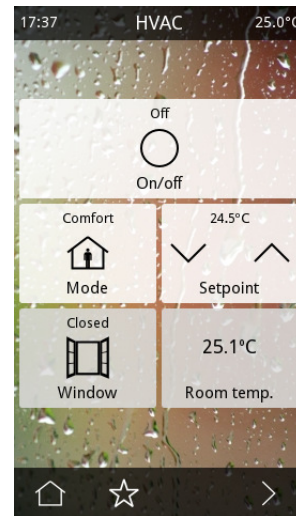 17:37 HVAC 25.0°C
Off
On/off
Comfort
Mode
24.5°C
Setpoint
Closed
Window
25.1°C
Room temp.